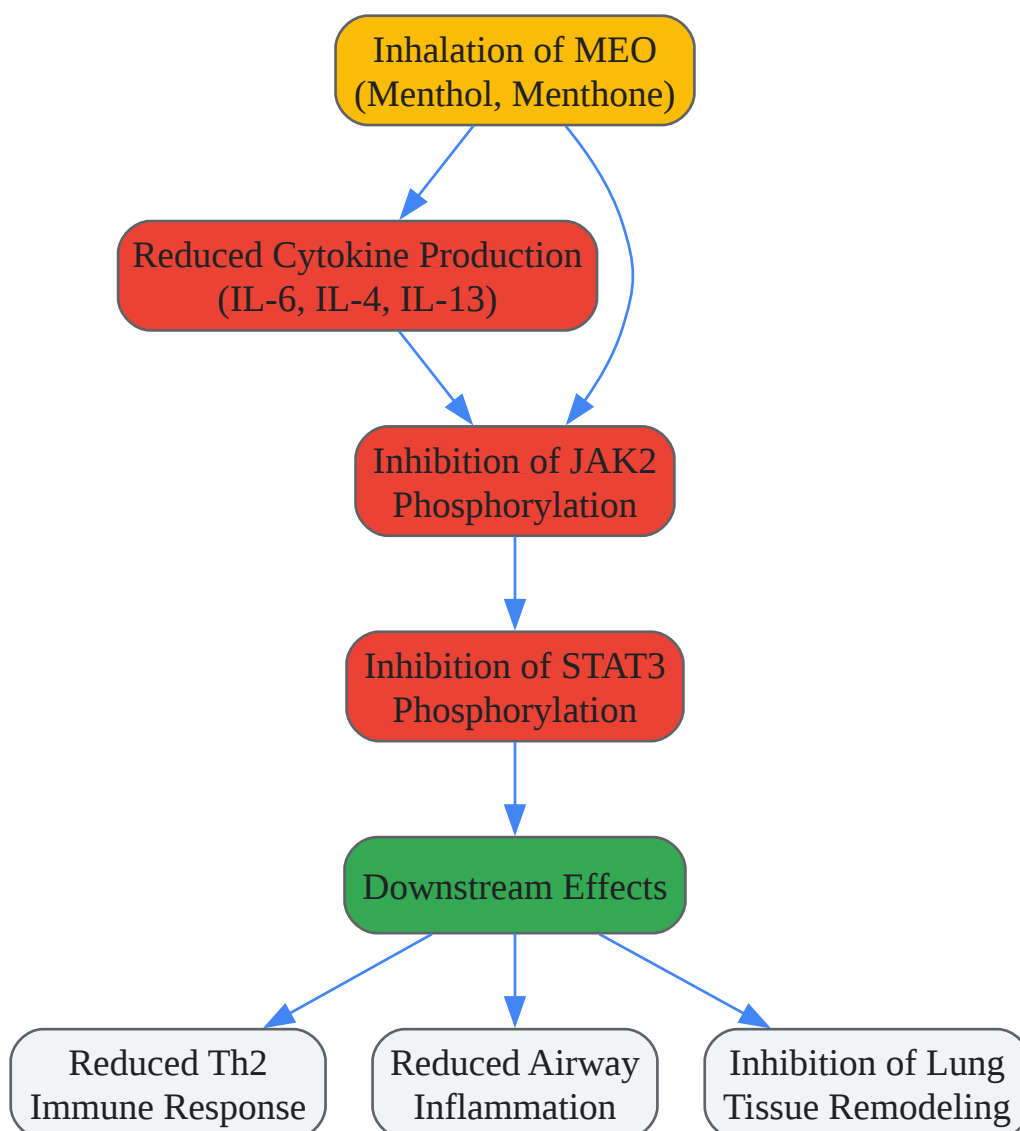 Inhalation of MEO
(Menthol, Menthone)
Reduced Cytokine Production
(IL-6, IL-4, IL-13)
Inhibition of JAK2
Phosphorylation
Inhibition of STAT3
Phosphorylation
Downstream Effects
Reduced Th2
Immune Response
Reduced Airway
Inflammation
Inhibition of Lung
Tissue Remodeling